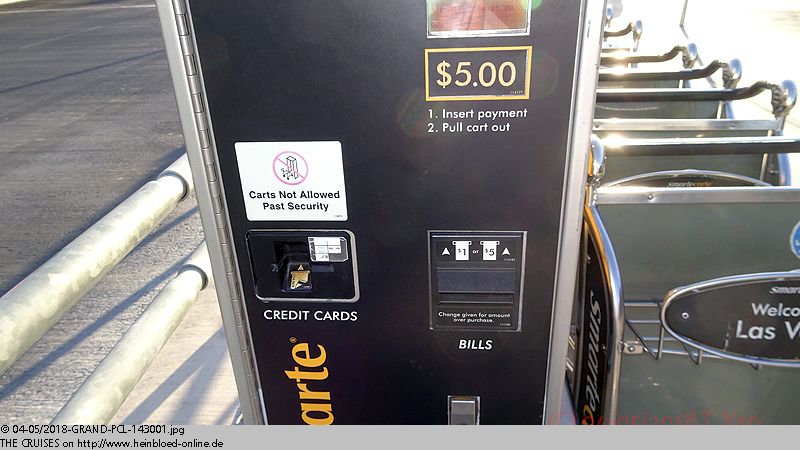 $5.00
1. Insert payment
2. Pull cart out
Carts Not Allowed
Past Security
$1 or $5
Change given for amount
over purchase.
CREDIT CARDS
BILLS
arte
smartecarte
smarte
Smarte
Welco
Las V
© 04-05/2018-GRAND-PCL-143001.jpg
THE CRUISES on http://www.heinbloed-online.de